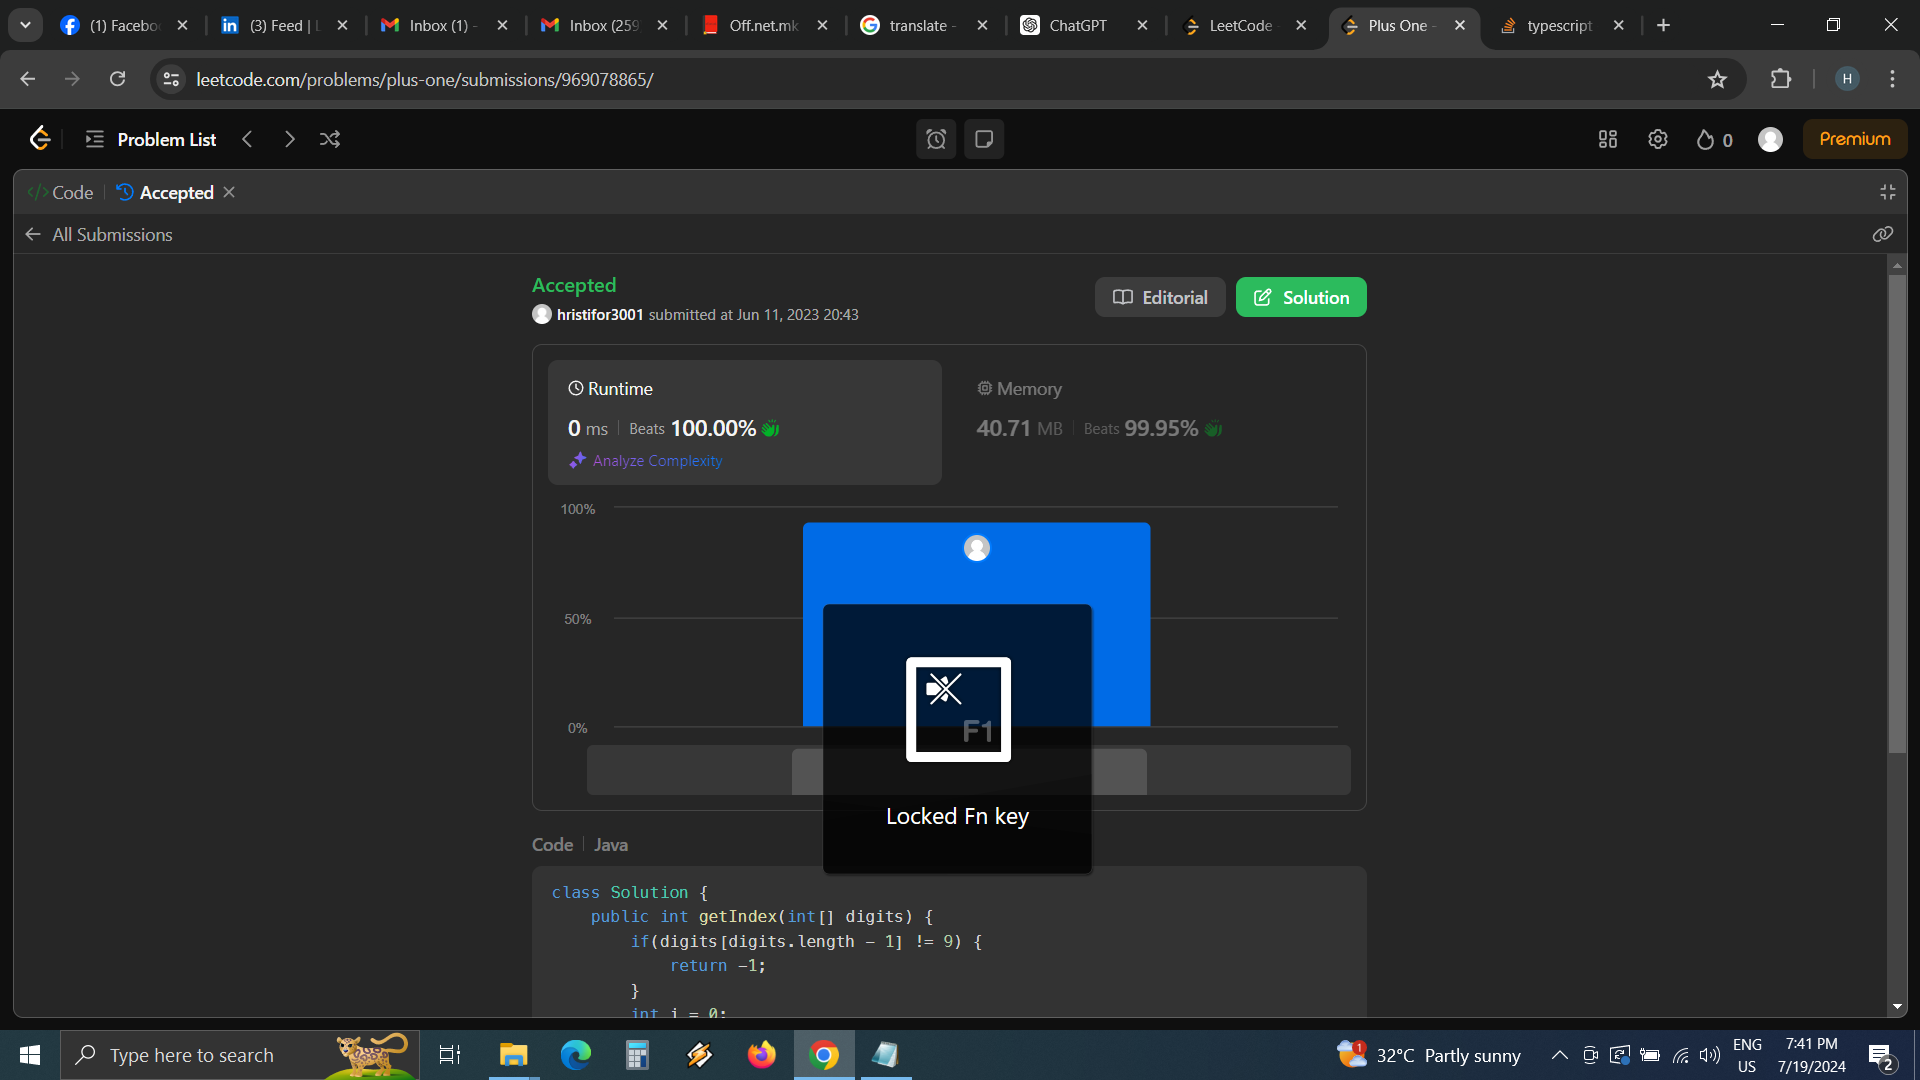 (1) Facebo
(3) Feed | L
Inbox (1) -
Inbox (259
Off.net.mk
translate -
ChatGPT
LeetCode -
Plus One -
typescript
leetcode.com/problems/plus-one/submissions/969078865/
H
Problem List
0
Premium
</> Code
Accepted
All Submissions
Accepted
hristifor3001 submitted at Jun 11, 2023 20:43
Editorial
Solution
Runtime
0 ms | Beats 100.00%
Analyze Complexity
Memory
40.71 MB | Beats 99.95%
100%
50%
0%
F1
Locked Fn key
Code | Java
class Solution {
public int getIndex(int[] digits) {
if(digits[digits.length - 1] != 9) {
return -1;
}
int i = 0;
Type here to search
1
32°C Partly sunny
ENG
US
7:41 PM
7/19/2024
2